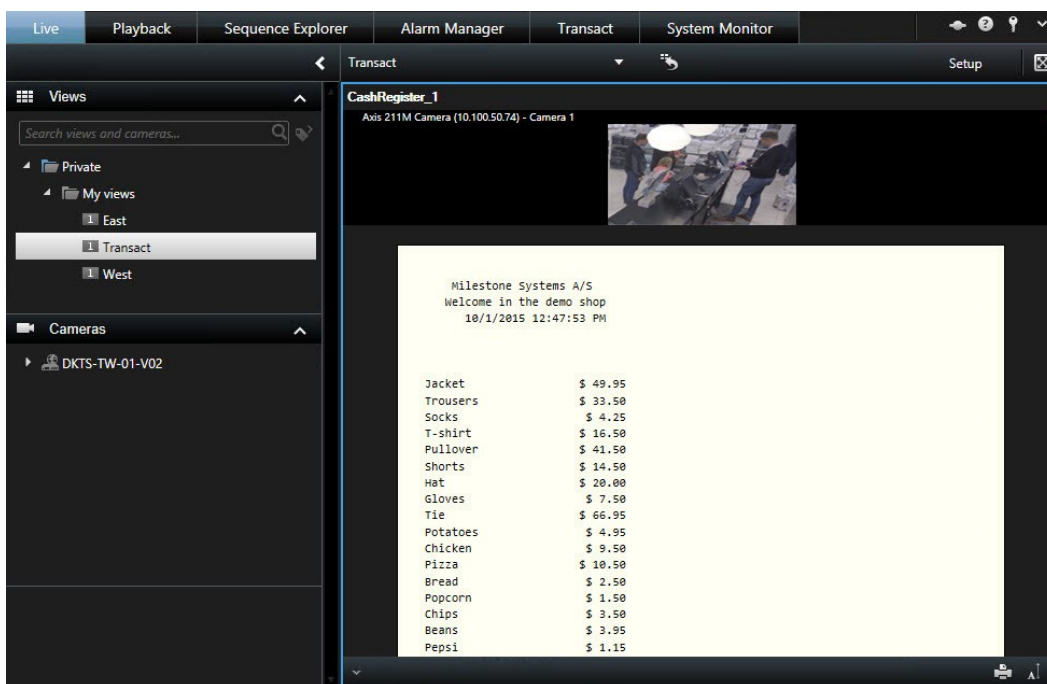 Live Playback Sequence Explorer Alarm Manager Transact System Monitor
Transact Setup
Views
Search views and cameras...
Private
My views
1 East
1 Transact
1 West
Cameras
DKTS-TW-01-V02
CashRegister_1
Axis 211M Camera (10.100.50.74) - Camera 1
Milestone Systems A/S
Welcome in the demo shop
10/1/2015 12:47:53 PM
Jacket $ 49.95
Trousers $ 33.50
Socks $ 4.25
T-shirt $ 16.50
Pullover $ 41.50
Shorts $ 14.50
Hat $ 20.00
Gloves $ 7.50
Tie $ 66.95
Potatoes $ 4.95
Chicken $ 9.50
Pizza $ 10.50
Bread $ 2.50
Popcorn $ 1.50
Chips $ 3.50
Beans $ 3.95
Pepsi $ 1.15
A